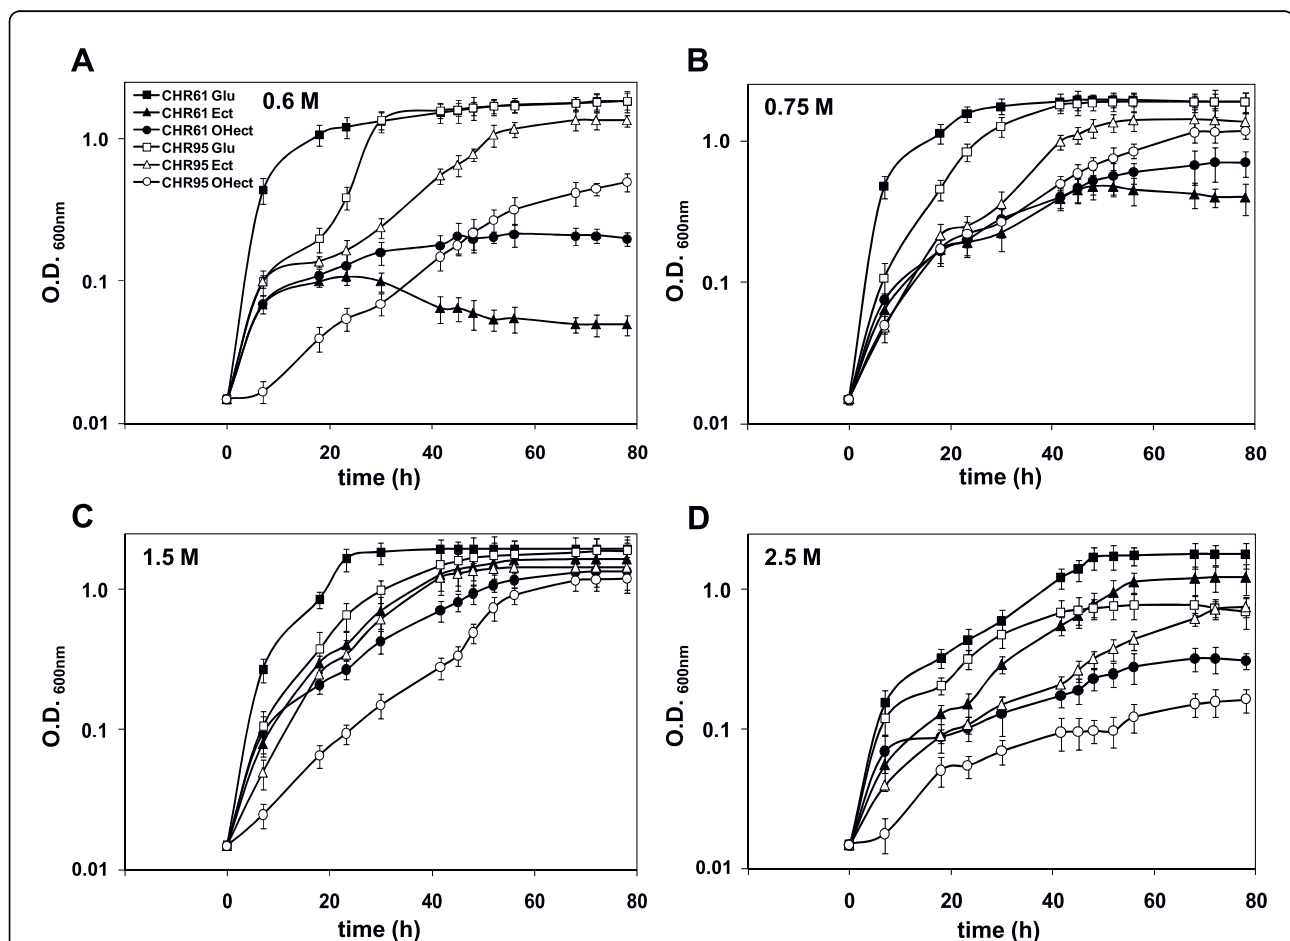 A
B
CHR61 Glu
CHR61 Ect
CHR61 OHect
CHR95 Glu
CHR95 Ect
CHR95 OHect
0.6 M
0.75 M
1.0
0.1
0.01
O.D. 600nm
0 20 40 60 80
time (h)
1.0
0.1
0.01
O.D. 600nm
0 20 40 60 80
time (h)
C
D
1.5 M
2.5 M
1.0
0.1
0.01
O.D. 600nm
0 20 40 60 80
time (h)
1.0
0.1
0.01
O.D. 600nm
0 20 40 60 80
time (h)